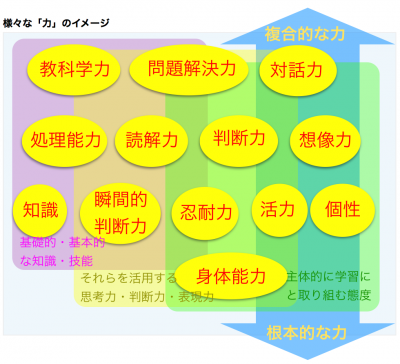 様々な「力」のイメージ
複合的な力
教科学力
問題解決力
対話力
処理能力
読解力
判断力
想像力
知識
瞬間的
判断力
忍耐力
活力
個性
基礎的・基本的
な知識・技能
身体能力
それらを活用する
思考力・判断力・表現力
主体的に学習に
と取り組む態度
根本的な力